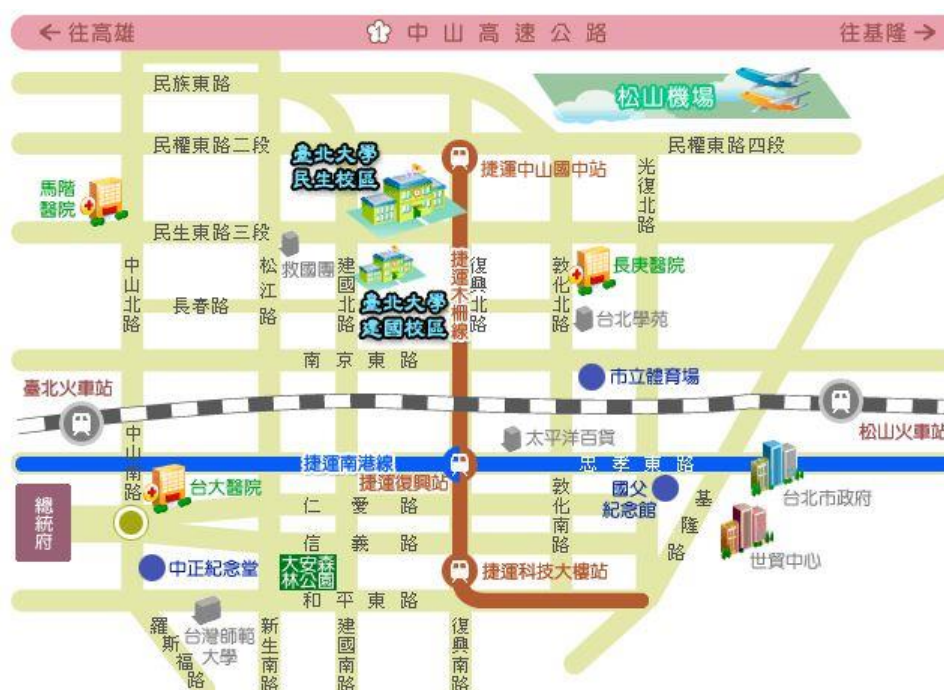 往高雄
1 中山高速公路
往基隆
民族東路
松山機場
民權東路二段
民權東路四段
臺北大學
民生校區
捷運中山國中站
光復北路
馬階
醫院
民生東路三段
救國團
長庚醫院
中山北路
松江路
建國北路
捷運木柵線
復興北路
敦化北路
長春路
臺北大學
建國校區
台北學苑
南京東路
市立體育場
臺北火車站
松山火車站
中山南路
太平洋百貨
捷運南港線
忠孝東路
捷運復興站
台大醫院
國父
紀念館
台北市政府
總統府
仁愛路
敦化南路
基隆路
信義路
世貿中心
中正紀念堂
大安森
林公園
捷運科技大樓站
和平東路
羅斯福路
台灣師範
大學
新生南路
建國南路
復興南路